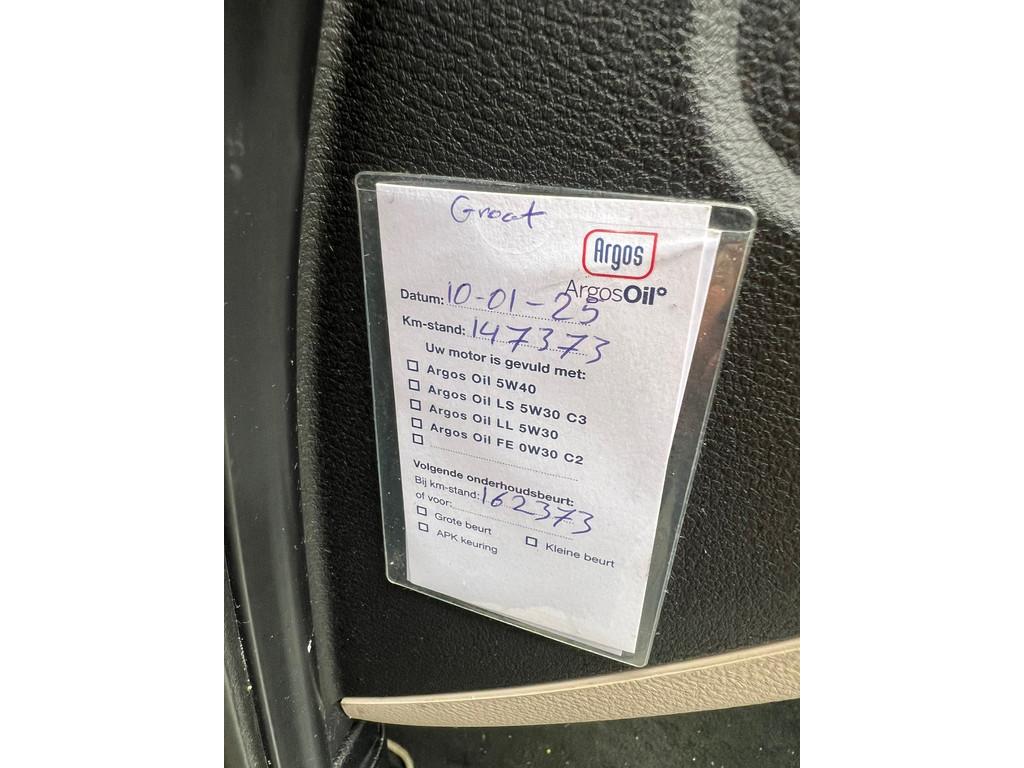 Groot
Argos
ArgosOil
Datum: 10-01-25
Km-stand: 147373
Uw motor is gevuld met:
☐ Argos Oil 5W40
☐ Argos Oil LS 5W30 C3
☐ Argos Oil LL 5W30
☐ Argos Oil FE 0W30 C2
☐
Volgende onderhoudsbeurt:
Bij km-stand: 162373
of voor:
☐ Grote beurt ☐ Kleine beurt
☐ APK keuring